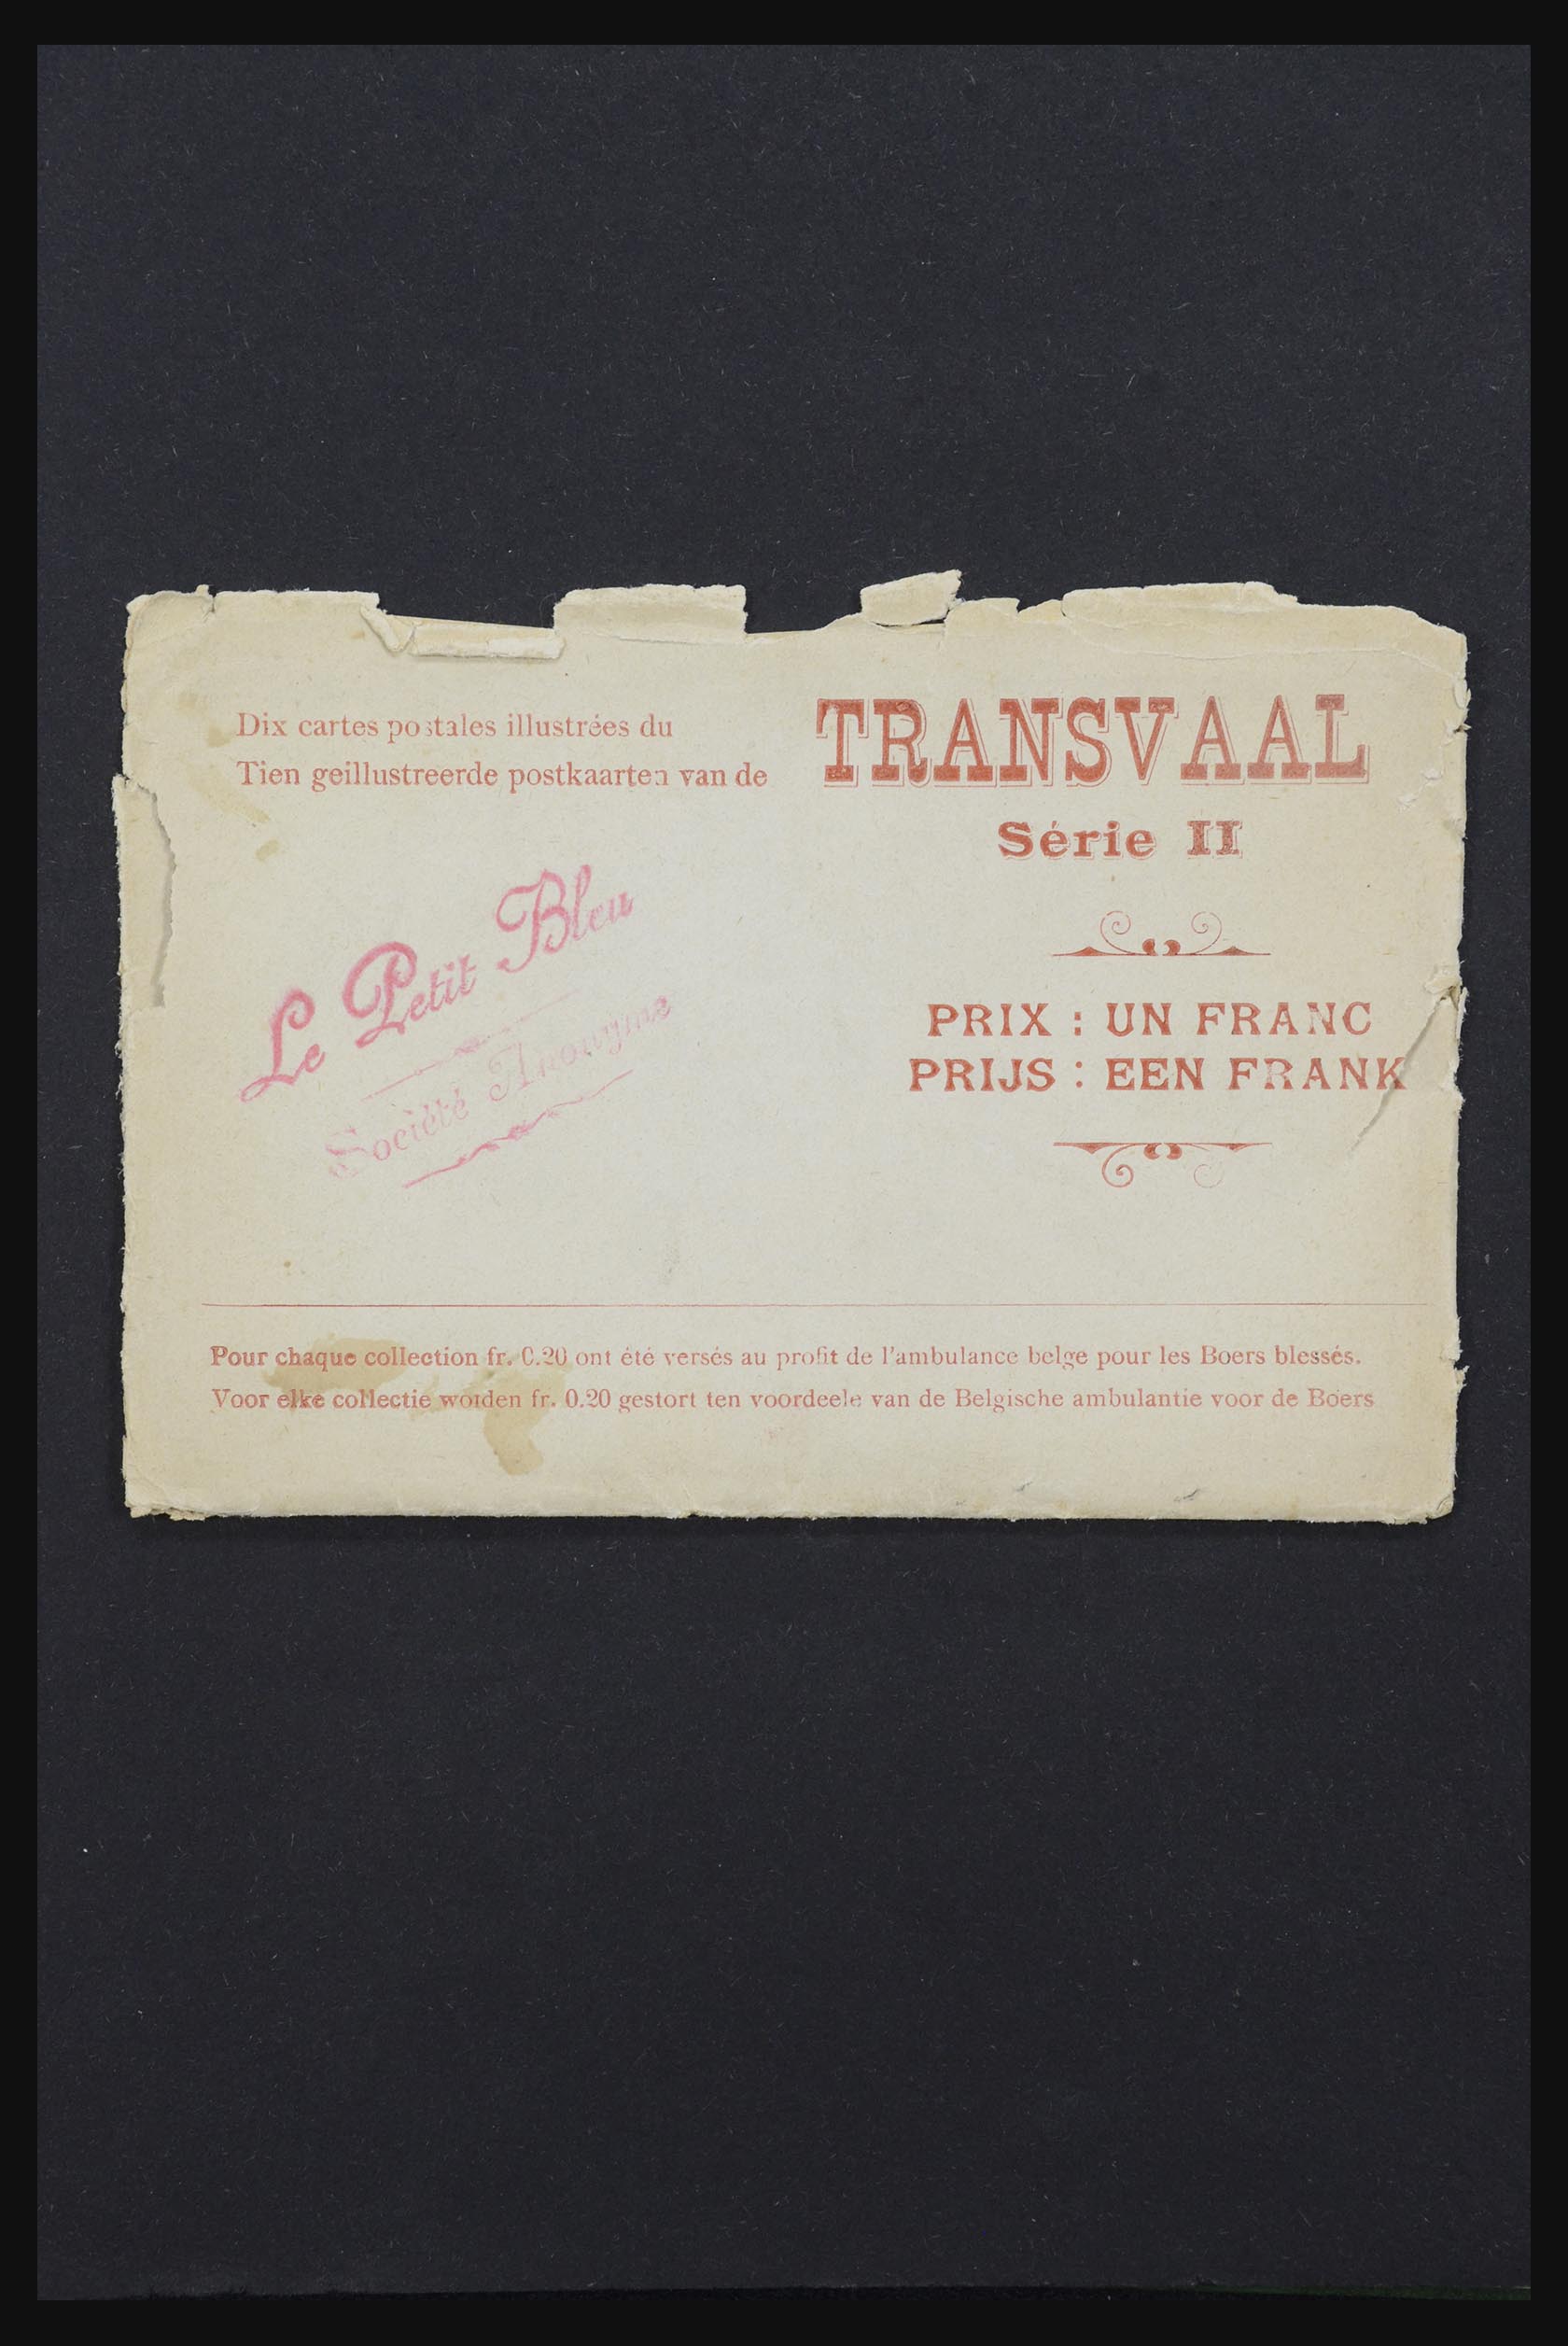 Dix cartes postales illustrées du
Tien geillustreerde postkaarten van de
TRANSVAAL
Série II
Le Petit Bleu
Société Anonyme
PRIX : UN FRANC
PRIJS : EEN FRANK
Pour chaque collection fr. 0.20 ont été versés au profit de l'ambulance belge pour les Boers blessés.
Voor elke collectie worden fr. 0.20 gestort ten voordeele van de Belgische ambulantie voor de Boers